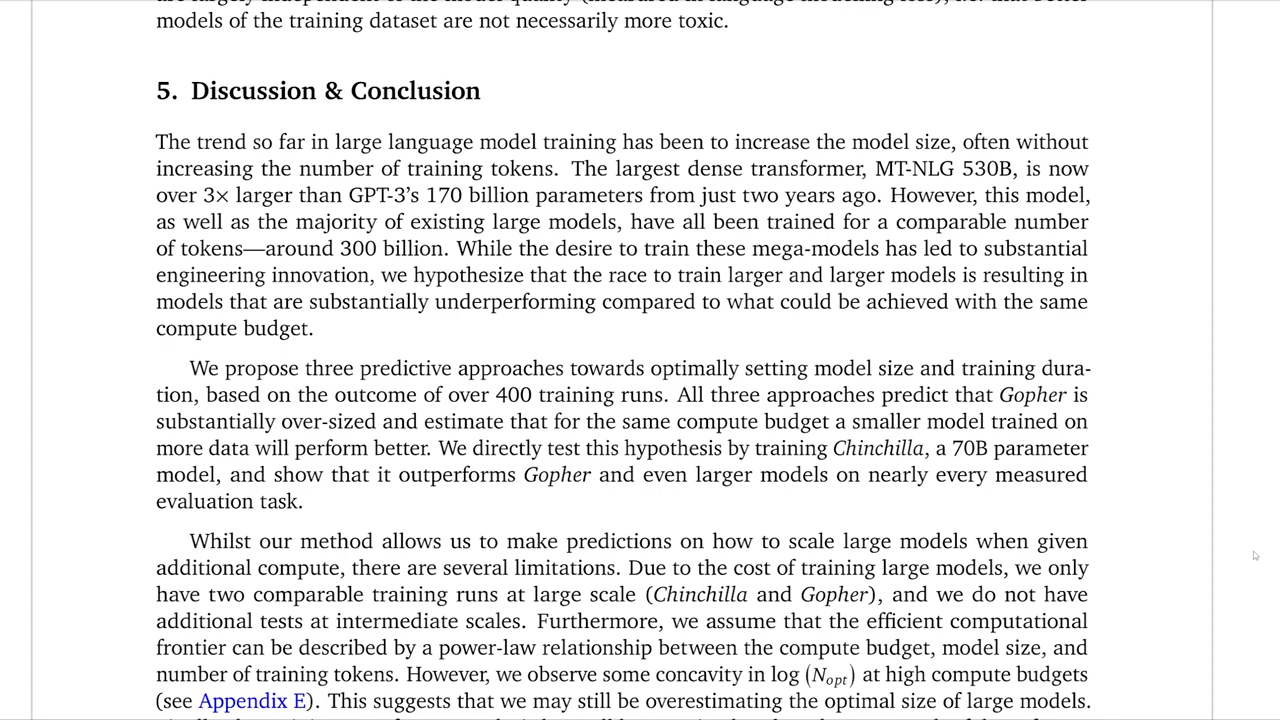 models of the training dataset are not necessarily more toxic.
5. Discussion & Conclusion
The trend so far in large language model training has been to increase the model size, often without
increasing the number of training tokens. The largest dense transformer, MT-NLG 530B, is now
over 3× larger than GPT-3’s 170 billion parameters from just two years ago. However, this model,
as well as the majority of existing large models, have all been trained for a comparable number
of tokens—around 300 billion. While the desire to train these mega-models has led to substantial
engineering innovation, we hypothesize that the race to train larger and larger models is resulting in
models that are substantially underperforming compared to what could be achieved with the same
compute budget.
We propose three predictive approaches towards optimally setting model size and training dura-
tion, based on the outcome of over 400 training runs. All three approaches predict that Gopher is
substantially over-sized and estimate that for the same compute budget a smaller model trained on
more data will perform better. We directly test this hypothesis by training Chinchilla, a 70B parameter
model, and show that it outperforms Gopher and even larger models on nearly every measured
evaluation task.
Whilst our method allows us to make predictions on how to scale large models when given
additional compute, there are several limitations. Due to the cost of training large models, we only
have two comparable training runs at large scale (Chinchilla and Gopher), and we do not have
additional tests at intermediate scales. Furthermore, we assume that the efficient computational
frontier can be described by a power-law relationship between the compute budget, model size, and
number of training tokens. However, we observe some concavity in log (N_opt) at high compute budgets
(see Appendix E). This suggests that we may still be overestimating the optimal size of large models.